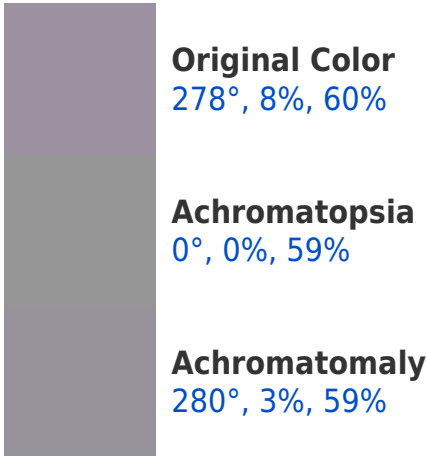 Original Color
278°, 8%, 60%
Achromatopsia
0°, 0%, 59%
Achromatomaly
280°, 3%, 59%